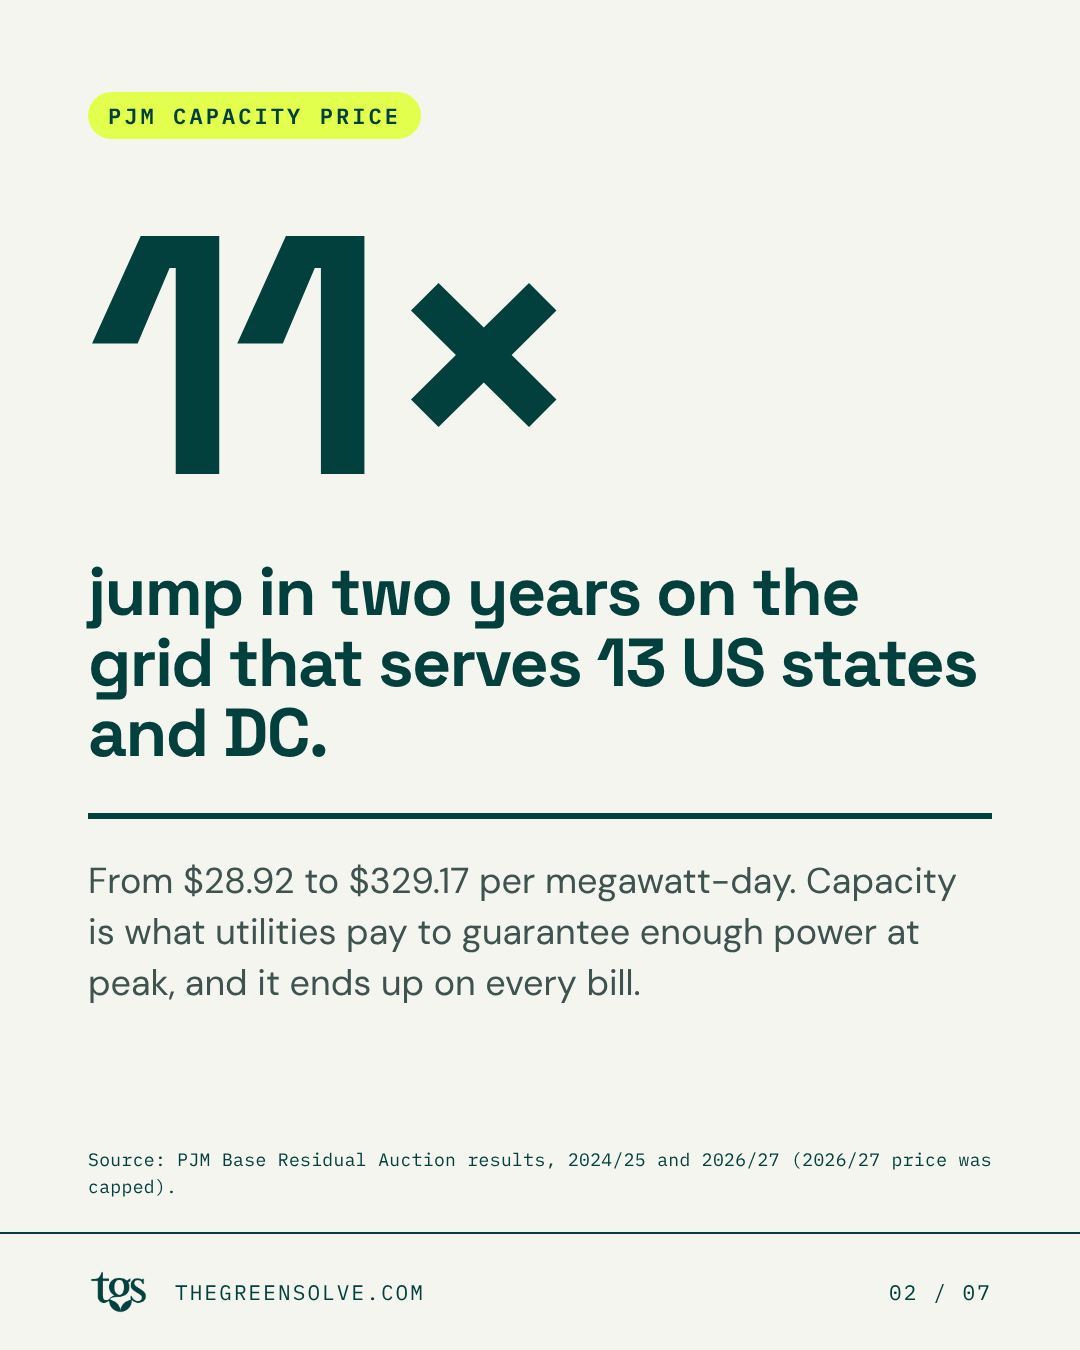 PJM CAPACITY PRICE
11×
jump in two years on the
grid that serves 13 US states
and DC.
From $28.92 to $329.17 per megawatt-day. Capacity
is what utilities pay to guarantee enough power at
peak, and it ends up on every bill.
Source: PJM Base Residual Auction results, 2024/25 and 2026/27 (2026/27 price was
capped).
tgs THEGREENSOLVE.COM 02 / 07